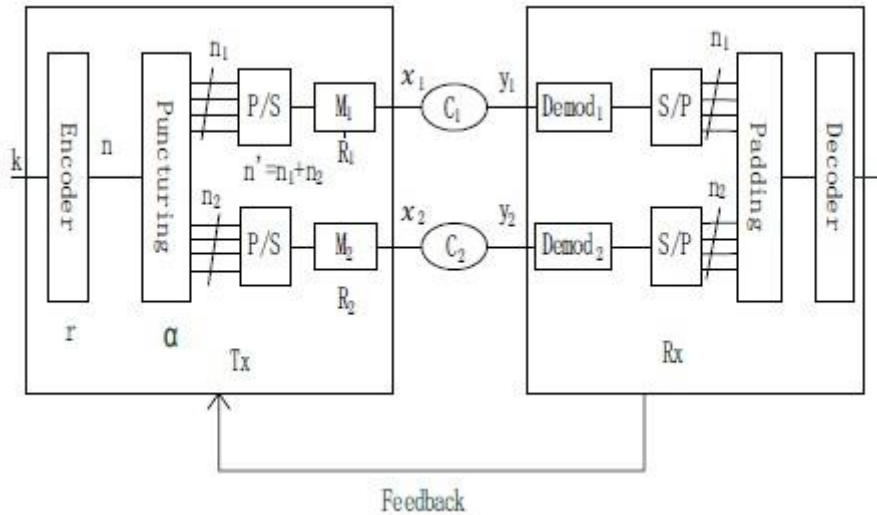 n₁
n₁
x₁
y₁
P/S
M₁
C₁
Demod₁
S/P
R₁
k
Encoder
n
Puncturing
n'=n₁+n₂
Padding
Decoder
n₂
n₂
x₂
y₂
P/S
M₂
C₂
Demod₂
S/P
R₂
r
α
Tx
Rx
Feedback